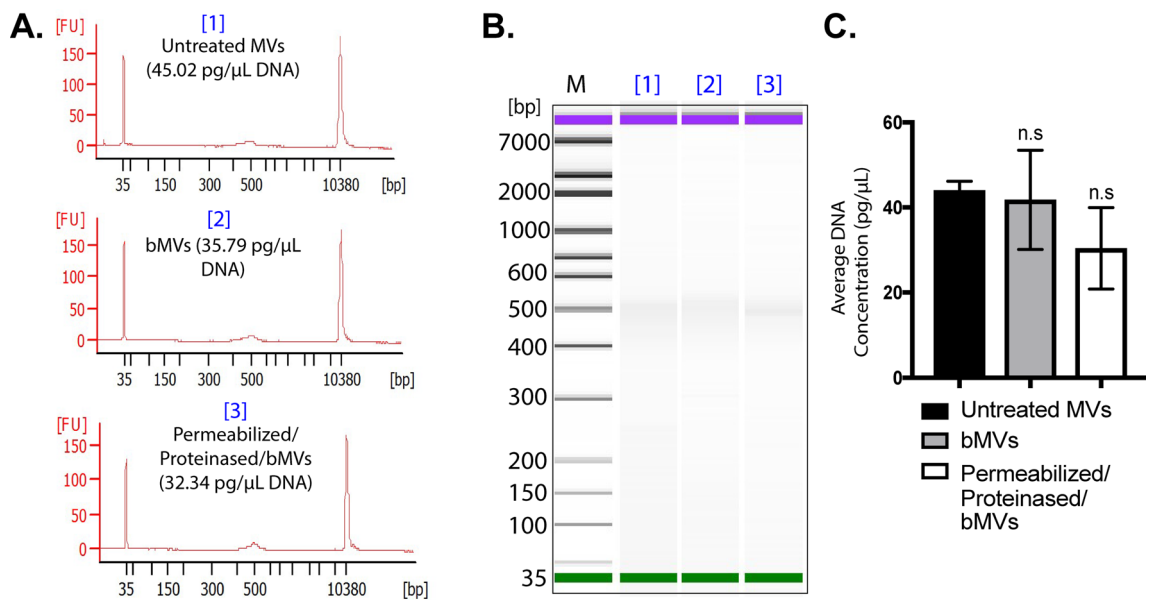 A.
[FU]
[1]
Untreated MVs
(45.02 pg/µL DNA)
150
100
50
0
35 150 300 500 10380 [bp]
[FU]
[2]
bMVs (35.79 pg/µL
DNA)
150
100
50
0
35 150 300 500 10380 [bp]
[FU]
[3]
Permeabilized/
Proteinased/bMVs
(32.34 pg/µL DNA)
150
100
50
0
35 150 300 500 10380 [bp]
B.
M [1] [2] [3]
[bp]
7000
2000
1000
600
500
400
300
200
150
100
35
C.
Average DNA
Concentration (pg/µL)
60
40
20
0
n.s
n.s
Untreated MVs
bMVs
Permeabilized/
Proteinased/
bMVs